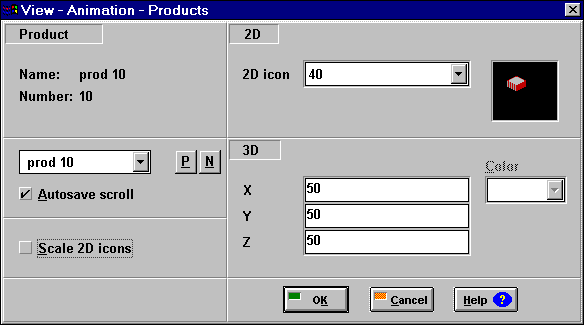 View - Animation - Products
Product
Name: prod 10
Number: 10
prod 10
P N
Autosave scroll
Scale 2D icons
2D
2D icon 40
3D
Color
X 50
Y 50
Z 50
OK Cancel Help ?